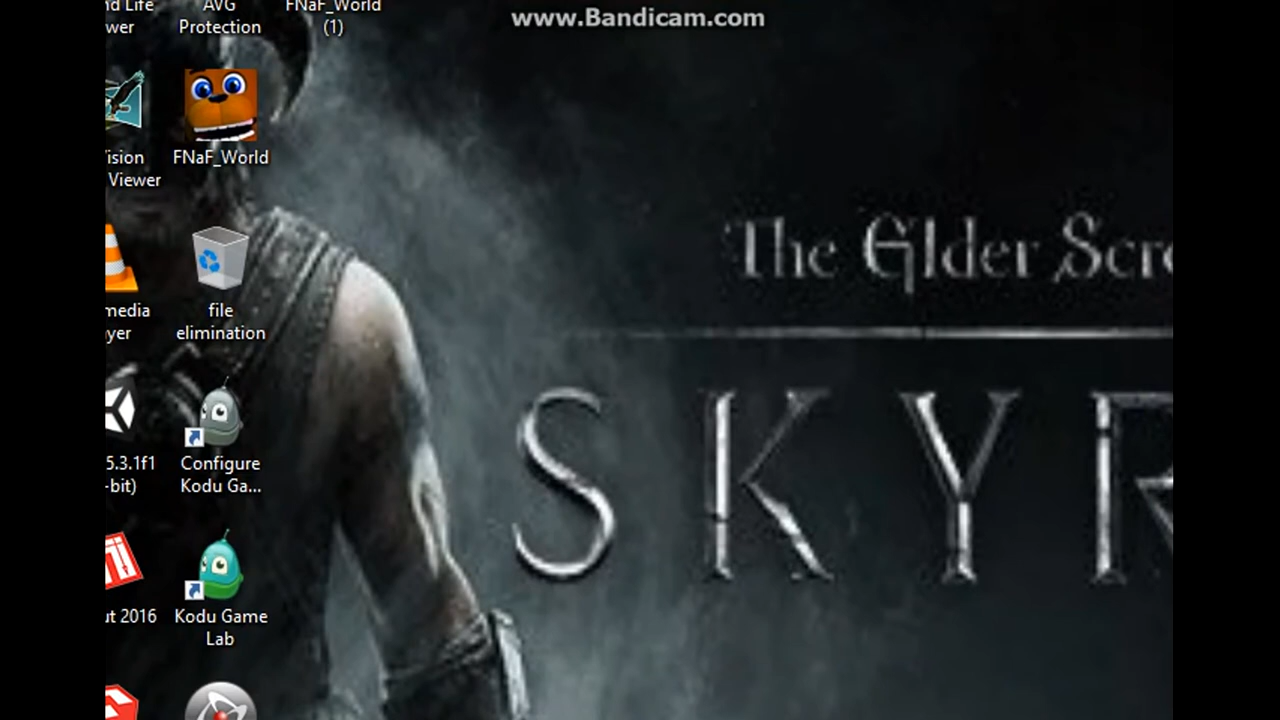 www.Bandicam.com
nd Life
wer
AVG
Protection
FNaF_World
(1)
ision
Viewer
FNaF_World
media
yer
file
elimination
5.3.1f1
-bit)
Configure
Kodu Ga...
ut 2016
Kodu Game
Lab
The Elder Scro
SKYR